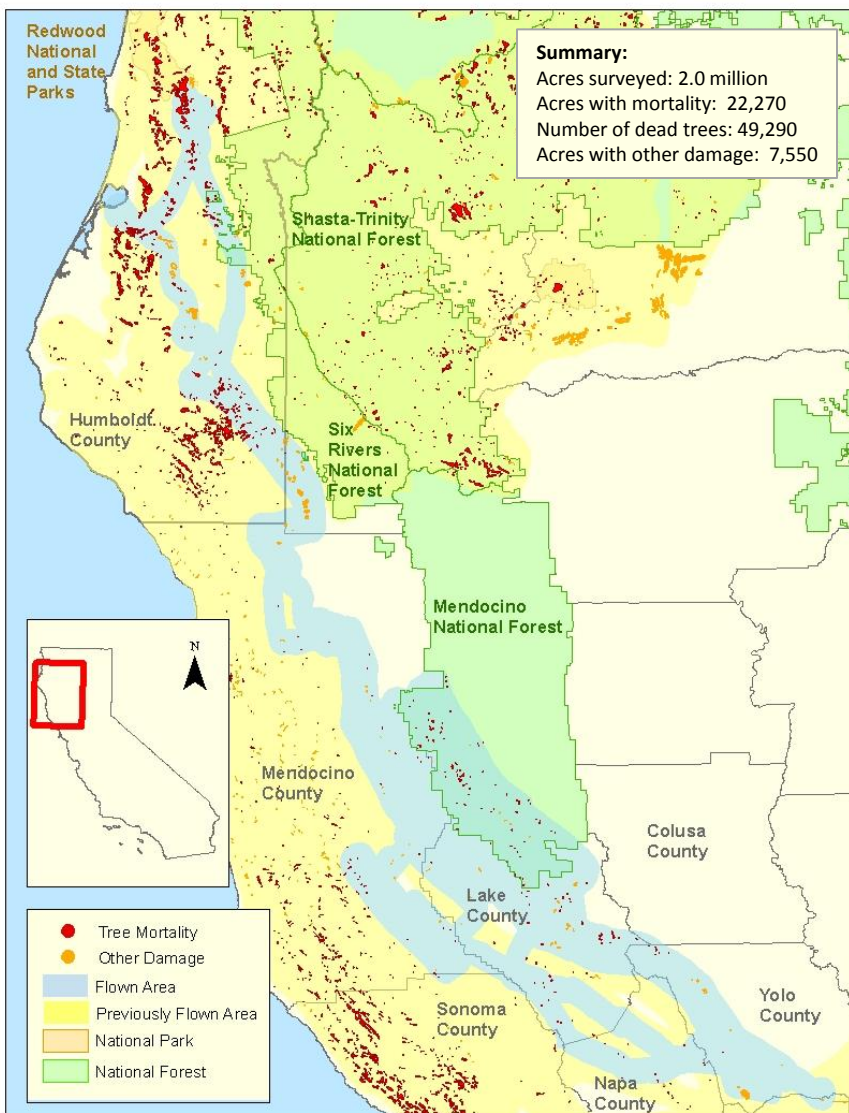 Redwood
National
and State
Parks
Summary:
Acres surveyed: 2.0 million
Acres with mortality: 22,270
Number of dead trees: 49,290
Acres with other damage: 7,550
Shasta-Trinity
National Forest
Humboldt
County
Six
Rivers
National
Forest
Mendocino
National Forest
N
Mendocino
County
Colusa
County
Lake
County
Tree Mortality
Other Damage
Flown Area
Previously Flown Area
National Park
National Forest
Sonoma
County
Yolo
County
Napa
County